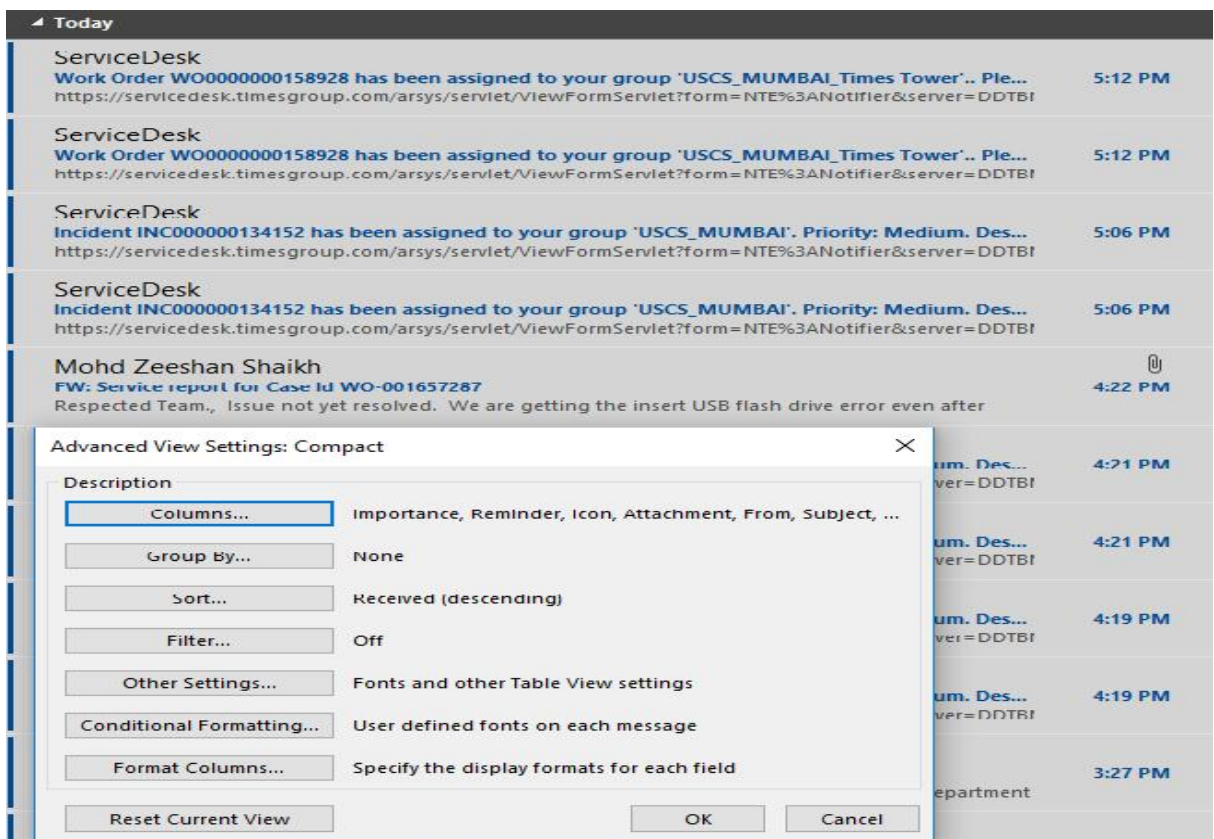 Today
ServiceDesk
Work Order WO0000000158928 has been assigned to your group 'USCS_MUMBAI_Times Tower'.. Ple... 5:12 PM
https://servicedesk.timesgroup.com/arsys/servlet/ViewFormServlet?form=NTE%3ANotifier&server=DDTB
ServiceDesk
Work Order WO0000000158928 has been assigned to your group 'USCS_MUMBAI_Times Tower'.. Ple... 5:12 PM
https://servicedesk.timesgroup.com/arsys/servlet/ViewFormServlet?form=NTE%3ANotifier&server=DDTB
ServiceDesk
Incident INC000000134152 has been assigned to your group 'USCS_MUMBAI'. Priority: Medium. Des... 5:06 PM
https://servicedesk.timesgroup.com/arsys/servlet/ViewFormServlet?form=NTE%3ANotifier&server=DDTB
ServiceDesk
Incident INC000000134152 has been assigned to your group 'USCS_MUMBAI'. Priority: Medium. Des... 5:06 PM
https://servicedesk.timesgroup.com/arsys/servlet/ViewFormServlet?form=NTE%3ANotifier&server=DDTB
Mohd Zeeshan Shaikh
FW: Service report for Case Id WO-001657287 4:22 PM
Respected Team., Issue not yet resolved. We are getting the insert USB flash drive error even after
Advanced View Settings: Compact
um. Des... 4:21 PM
ver=DDTB
Description
Columns... Importance, Reminder, Icon, Attachment, From, Subject, ...
um. Des... 4:21 PM
ver=DDTB
Group By... None
Sort... Received (descending)
um. Des... 4:19 PM
ver=DDTB
Filter... Off
Other Settings... Fonts and other Table View settings
um. Des... 4:19 PM
ver=DDTB
Conditional Formatting... User defined fonts on each message
Format Columns... Specify the display formats for each field
3:27 PM
epartment
Reset Current View OK Cancel